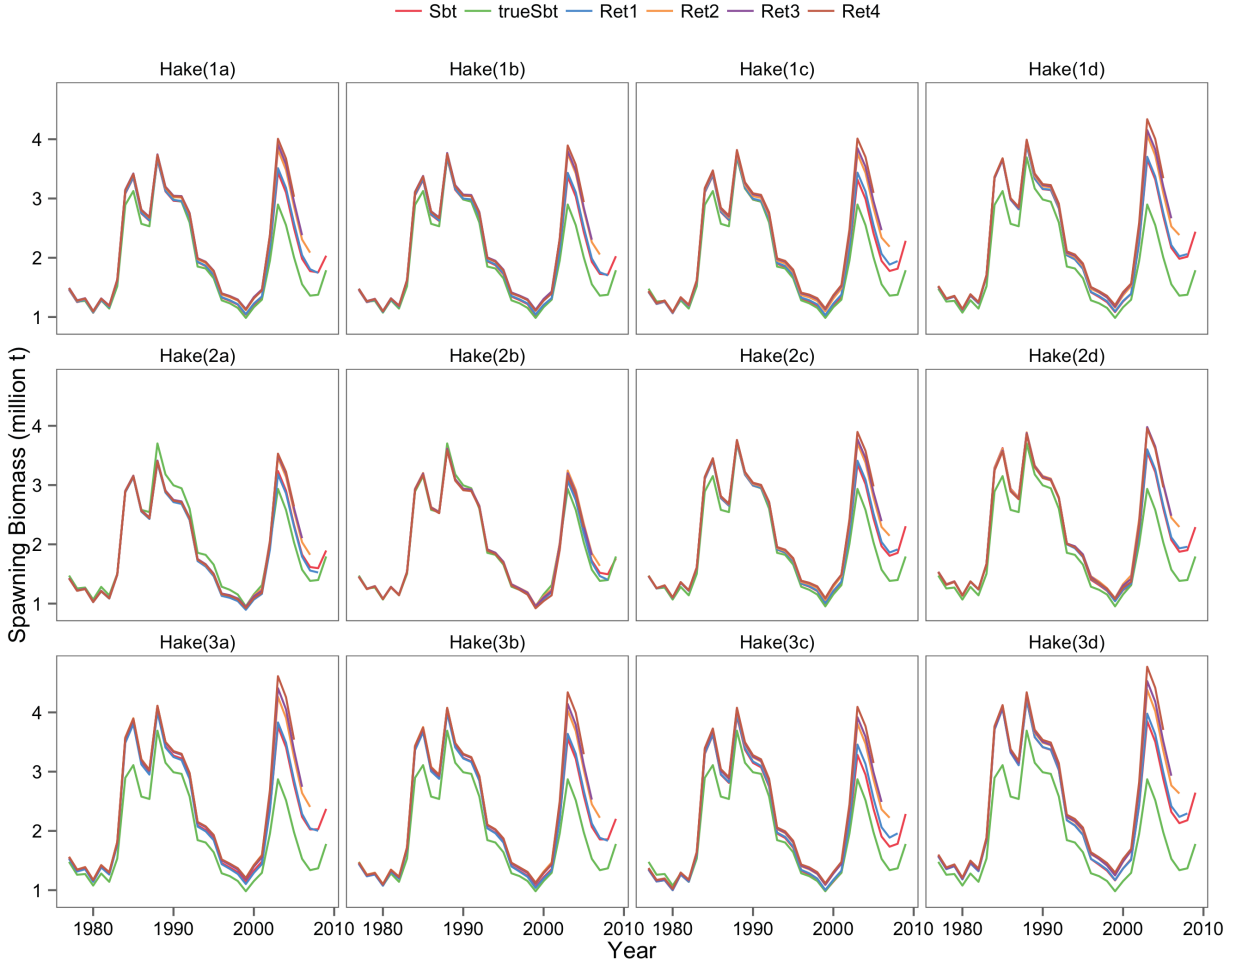 Sbt trueSbt Ret1 Ret2 Ret3 Ret4
Hake(1a) Hake(1b) Hake(1c) Hake(1d)
4
3
2
1
Hake(2a) Hake(2b) Hake(2c) Hake(2d)
4
3
2
1
Spawning Biomass (million t)
Hake(3a) Hake(3b) Hake(3c) Hake(3d)
4
3
2
1
1980 1990 2000 2010 1980 1990 2000 2010 1980 1990 2000 2010 1980 1990 2000 2010
Year